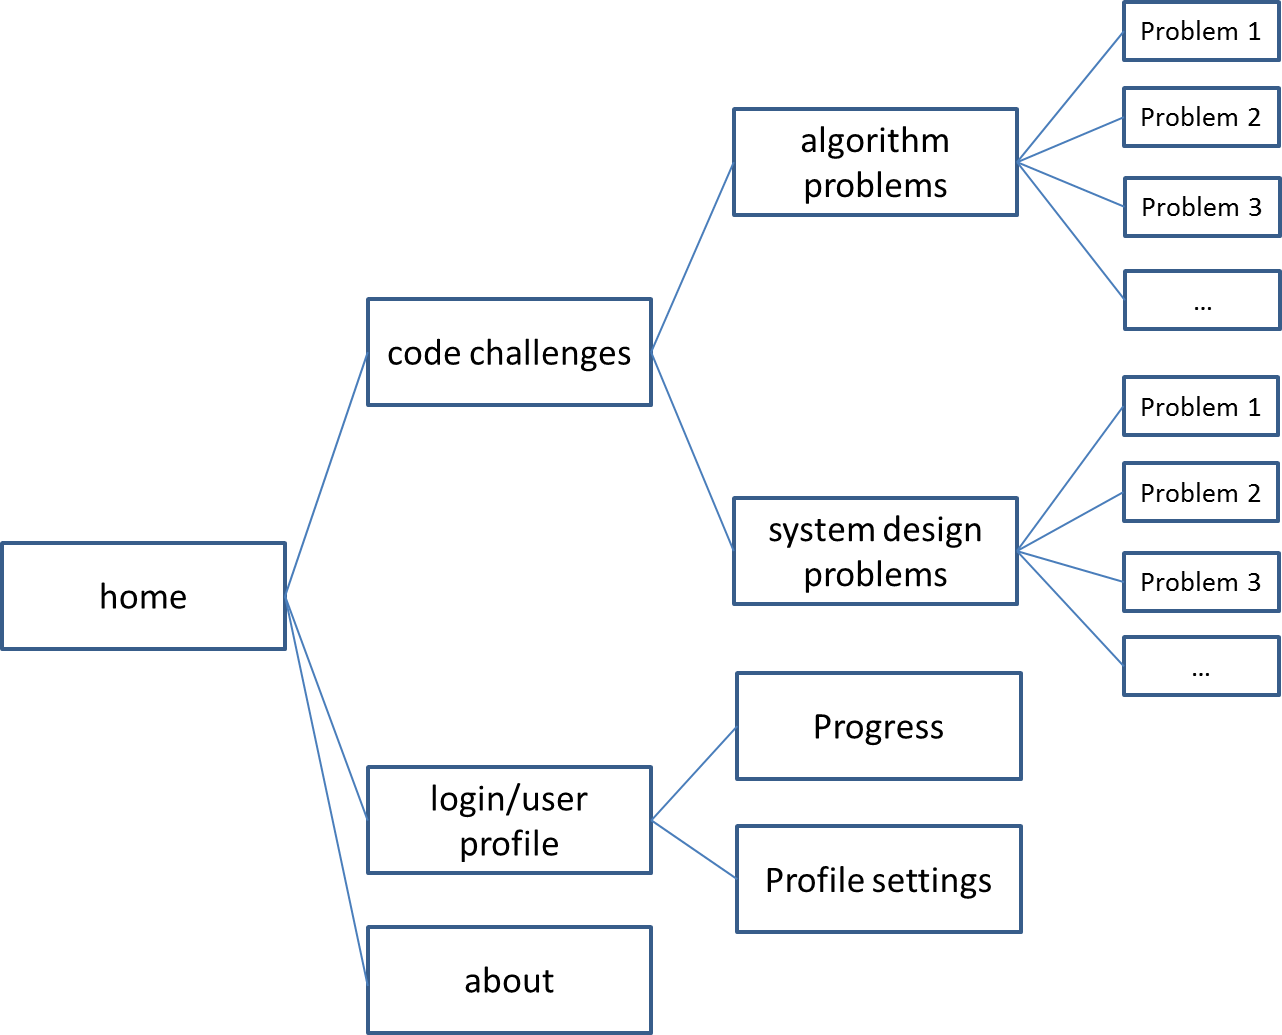 home
code challenges
algorithm
problems
Problem 1
Problem 2
Problem 3
...
system design
problems
Problem 1
Problem 2
Problem 3
...
login/user
profile
Progress
Profile settings
about